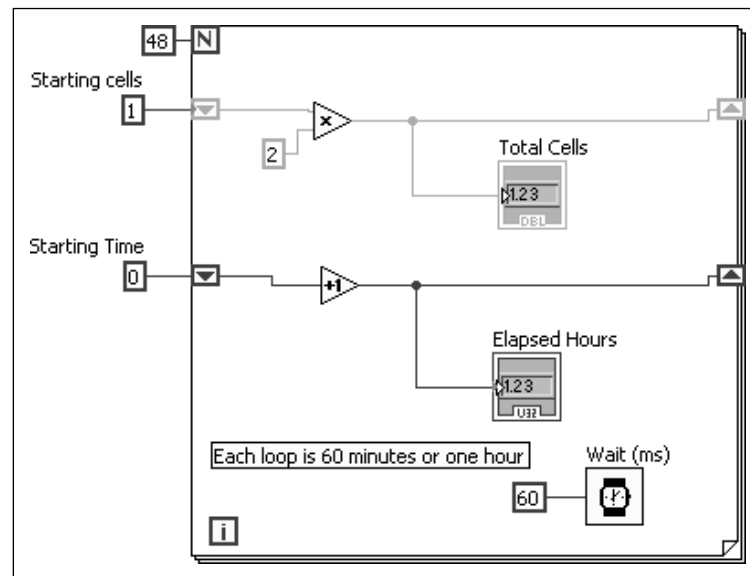 48 N
Starting cells
1
×
2
Total Cells
1.23
DBL
Starting Time
0
+1
Elapsed Hours
1.23
U32
Each loop is 60 minutes or one hour
Wait (ms)
60
i